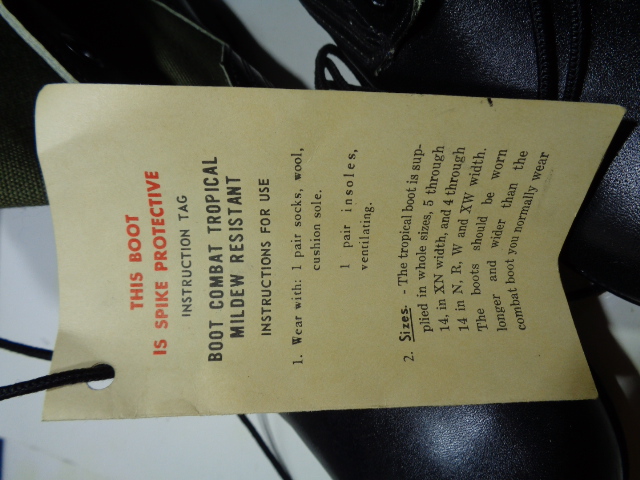 THIS BOOT
IS SPIKE PROTECTIVE
INSTRUCTION TAG
BOOT COMBAT TROPICAL
MILDEW RESISTANT
INSTRUCTIONS FOR USE
1. Wear with: 1 pair socks, wool,
cushion sole.
1 pair insoles,
ventilating.
2. Sizes. - The tropical boot is sup-
plied in whole sizes, 5 through
14, in XN width, and 4 through
14 in N, R, W and XW width.
The boots should be worn
longer and wider than the
combat boot you normally wear